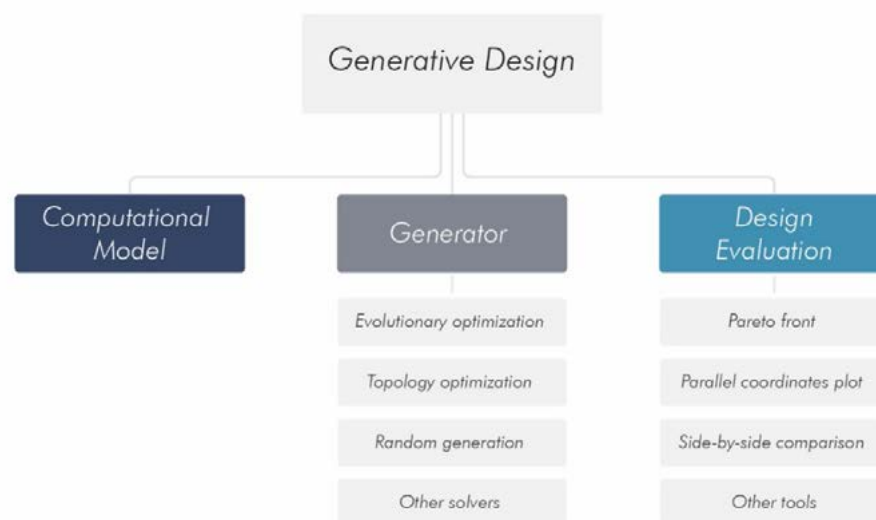 Generative Design
Computational
Model
Generator
Design
Evaluation
Evolutionary optimization
Topology optimization
Random generation
Other solvers
Pareto front
Parallel coordinates plot
Side-by-side comparison
Other tools